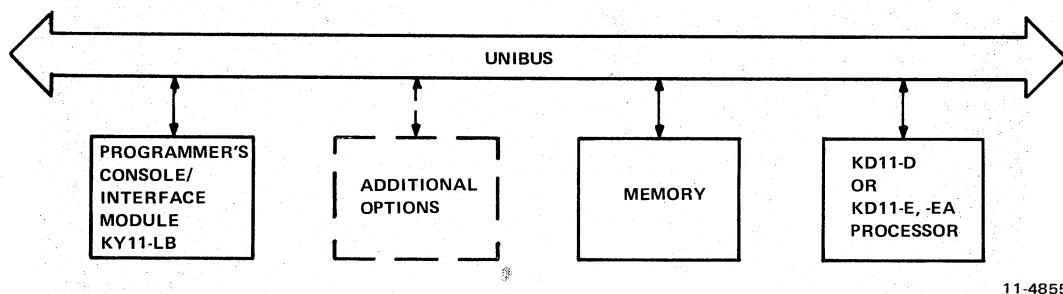 UNIBUS
PROGRAMMER'S
CONSOLE/
INTERFACE
MODULE
KY11-LB
ADDITIONAL
OPTIONS
MEMORY
KD11-D
OR
KD11-E, -EA
PROCESSOR
11-4855